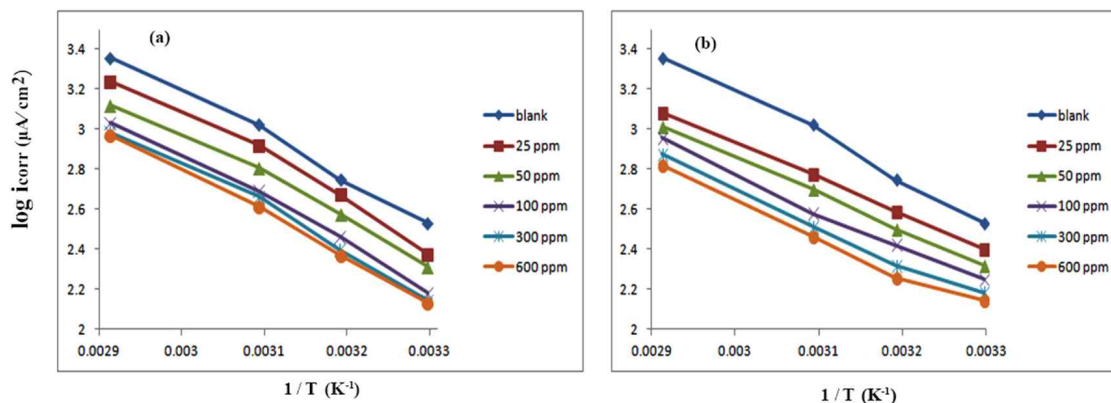 (a)
3.4
3.2
3
2.8
2.6
2.4
2.2
2
log icorr (µA/ cm²)
0.0029 0.003 0.0031 0.0032 0.0033
1 / T (K⁻¹)
blank
25 ppm
50 ppm
100 ppm
300 ppm
600 ppm
(b)
3.4
3.2
3
2.8
2.6
2.4
2.2
2
0.0029 0.003 0.0031 0.0032 0.0033
1 / T (K⁻¹)
blank
25 ppm
50 ppm
100 ppm
300 ppm
600 ppm